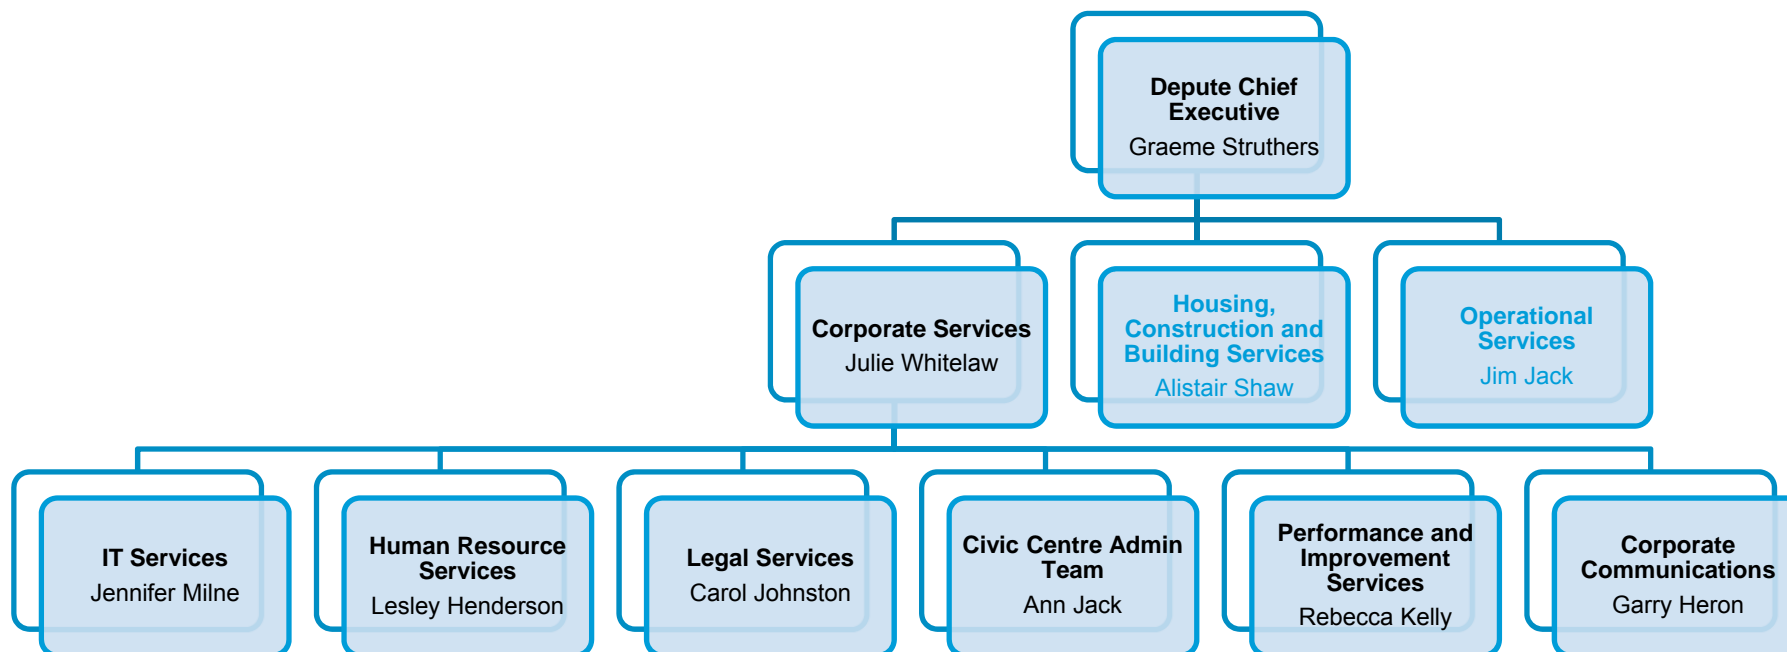 Depute Chief
Executive
Graeme Struthers
Corporate Services
Julie Whitelaw
Housing,
Construction and
Building Services
Alistair Shaw
Operational
Services
Jim Jack
IT Services
Jennifer Milne
Human Resource
Services
Lesley Henderson
Legal Services
Carol Johnston
Civic Centre Admin
Team
Ann Jack
Performance and
Improvement
Services
Rebecca Kelly
Corporate
Communications
Garry Heron